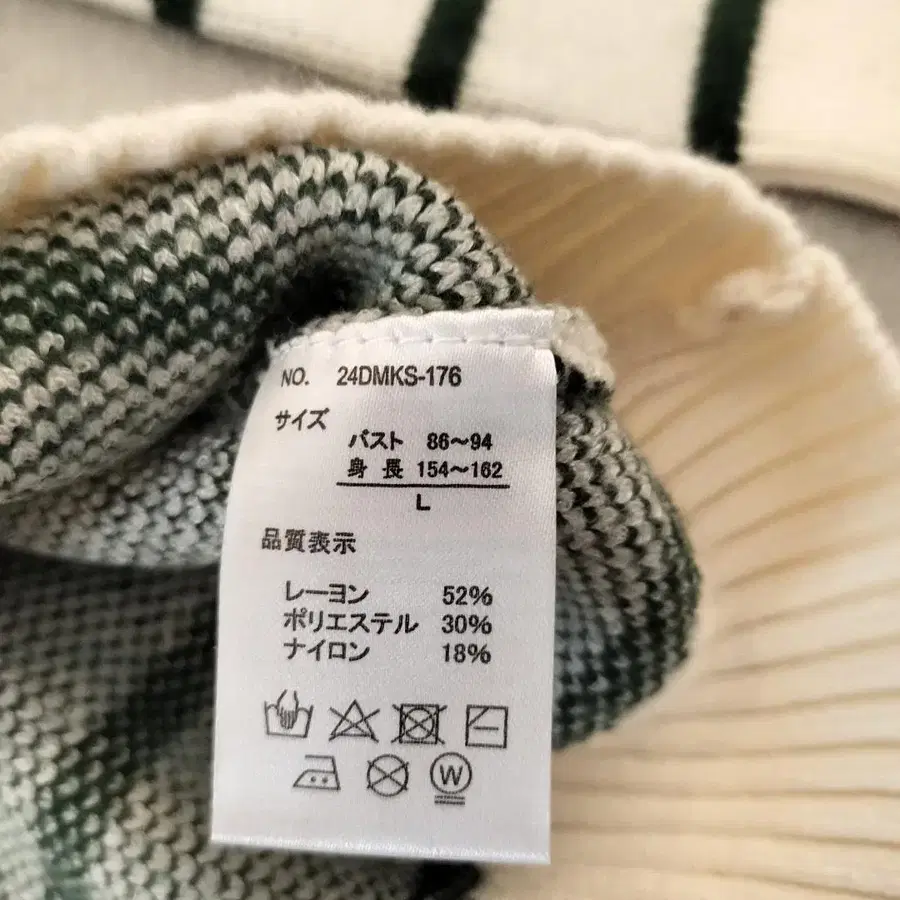 NO. 24DMKS-176
サイズ
バスト 86～94
身 長 154～162
L
品質表示
レーヨン 52%
ポリエステル 30%
ナイロン 18%
W